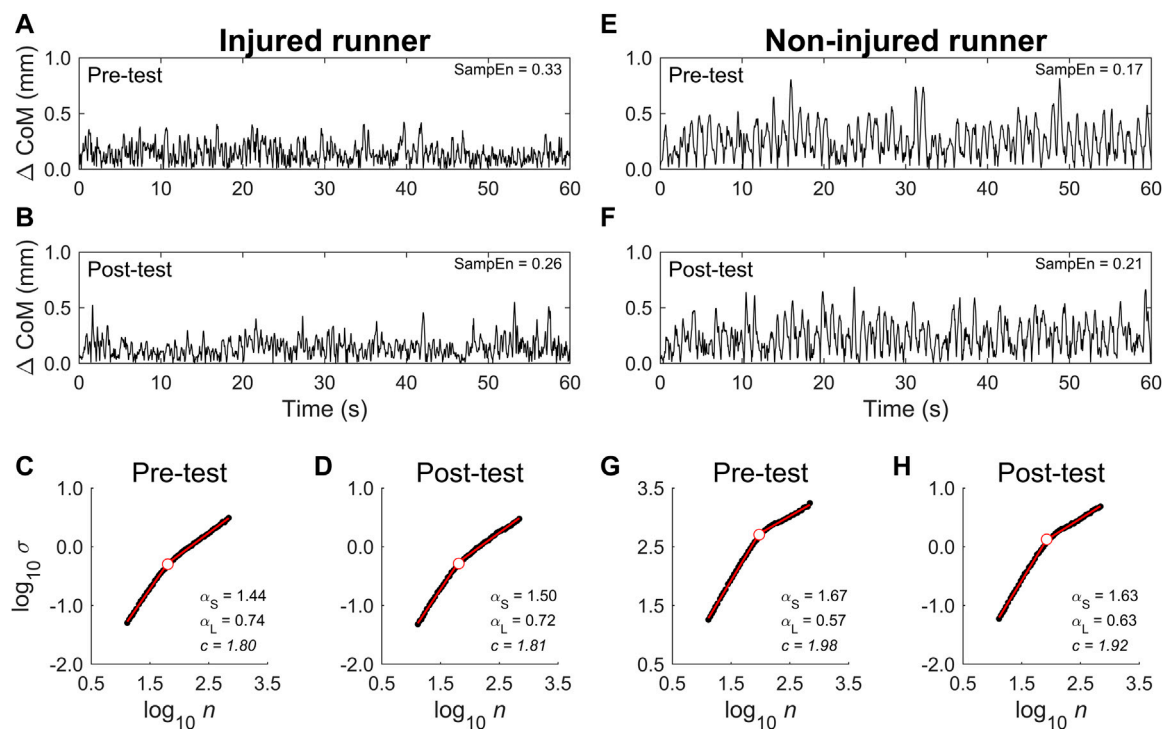 A
Injured runner
Δ CoM (mm)
1.0
0.5
0.0
Pre-test
SampEn = 0.33
0 10 20 30 40 50 60
B
Δ CoM (mm)
1.0
0.5
0.0
Post-test
SampEn = 0.26
0 10 20 30 40 50 60
Time (s)
E
Non-injured runner
1.0
0.5
0.0
Pre-test
SampEn = 0.17
0 10 20 30 40 50 60
F
1.0
0.5
0.0
Post-test
SampEn = 0.21
0 10 20 30 40 50 60
Time (s)
C
Pre-test
log10 σ
1.0
0.0
-1.0
-2.0
αS = 1.44
αL = 0.74
c = 1.80
0.5 1.5 2.5 3.5
log10 n
D
Post-test
1.0
0.0
-1.0
-2.0
αS = 1.50
αL = 0.72
c = 1.81
0.5 1.5 2.5 3.5
log10 n
G
Pre-test
3.5
2.5
1.5
0.5
αS = 1.67
αL = 0.57
c = 1.98
0.5 1.5 2.5 3.5
log10 n
H
Post-test
1.0
0.0
-1.0
-2.0
αS = 1.63
αL = 0.63
c = 1.92
0.5 1.5 2.5 3.5
log10 n